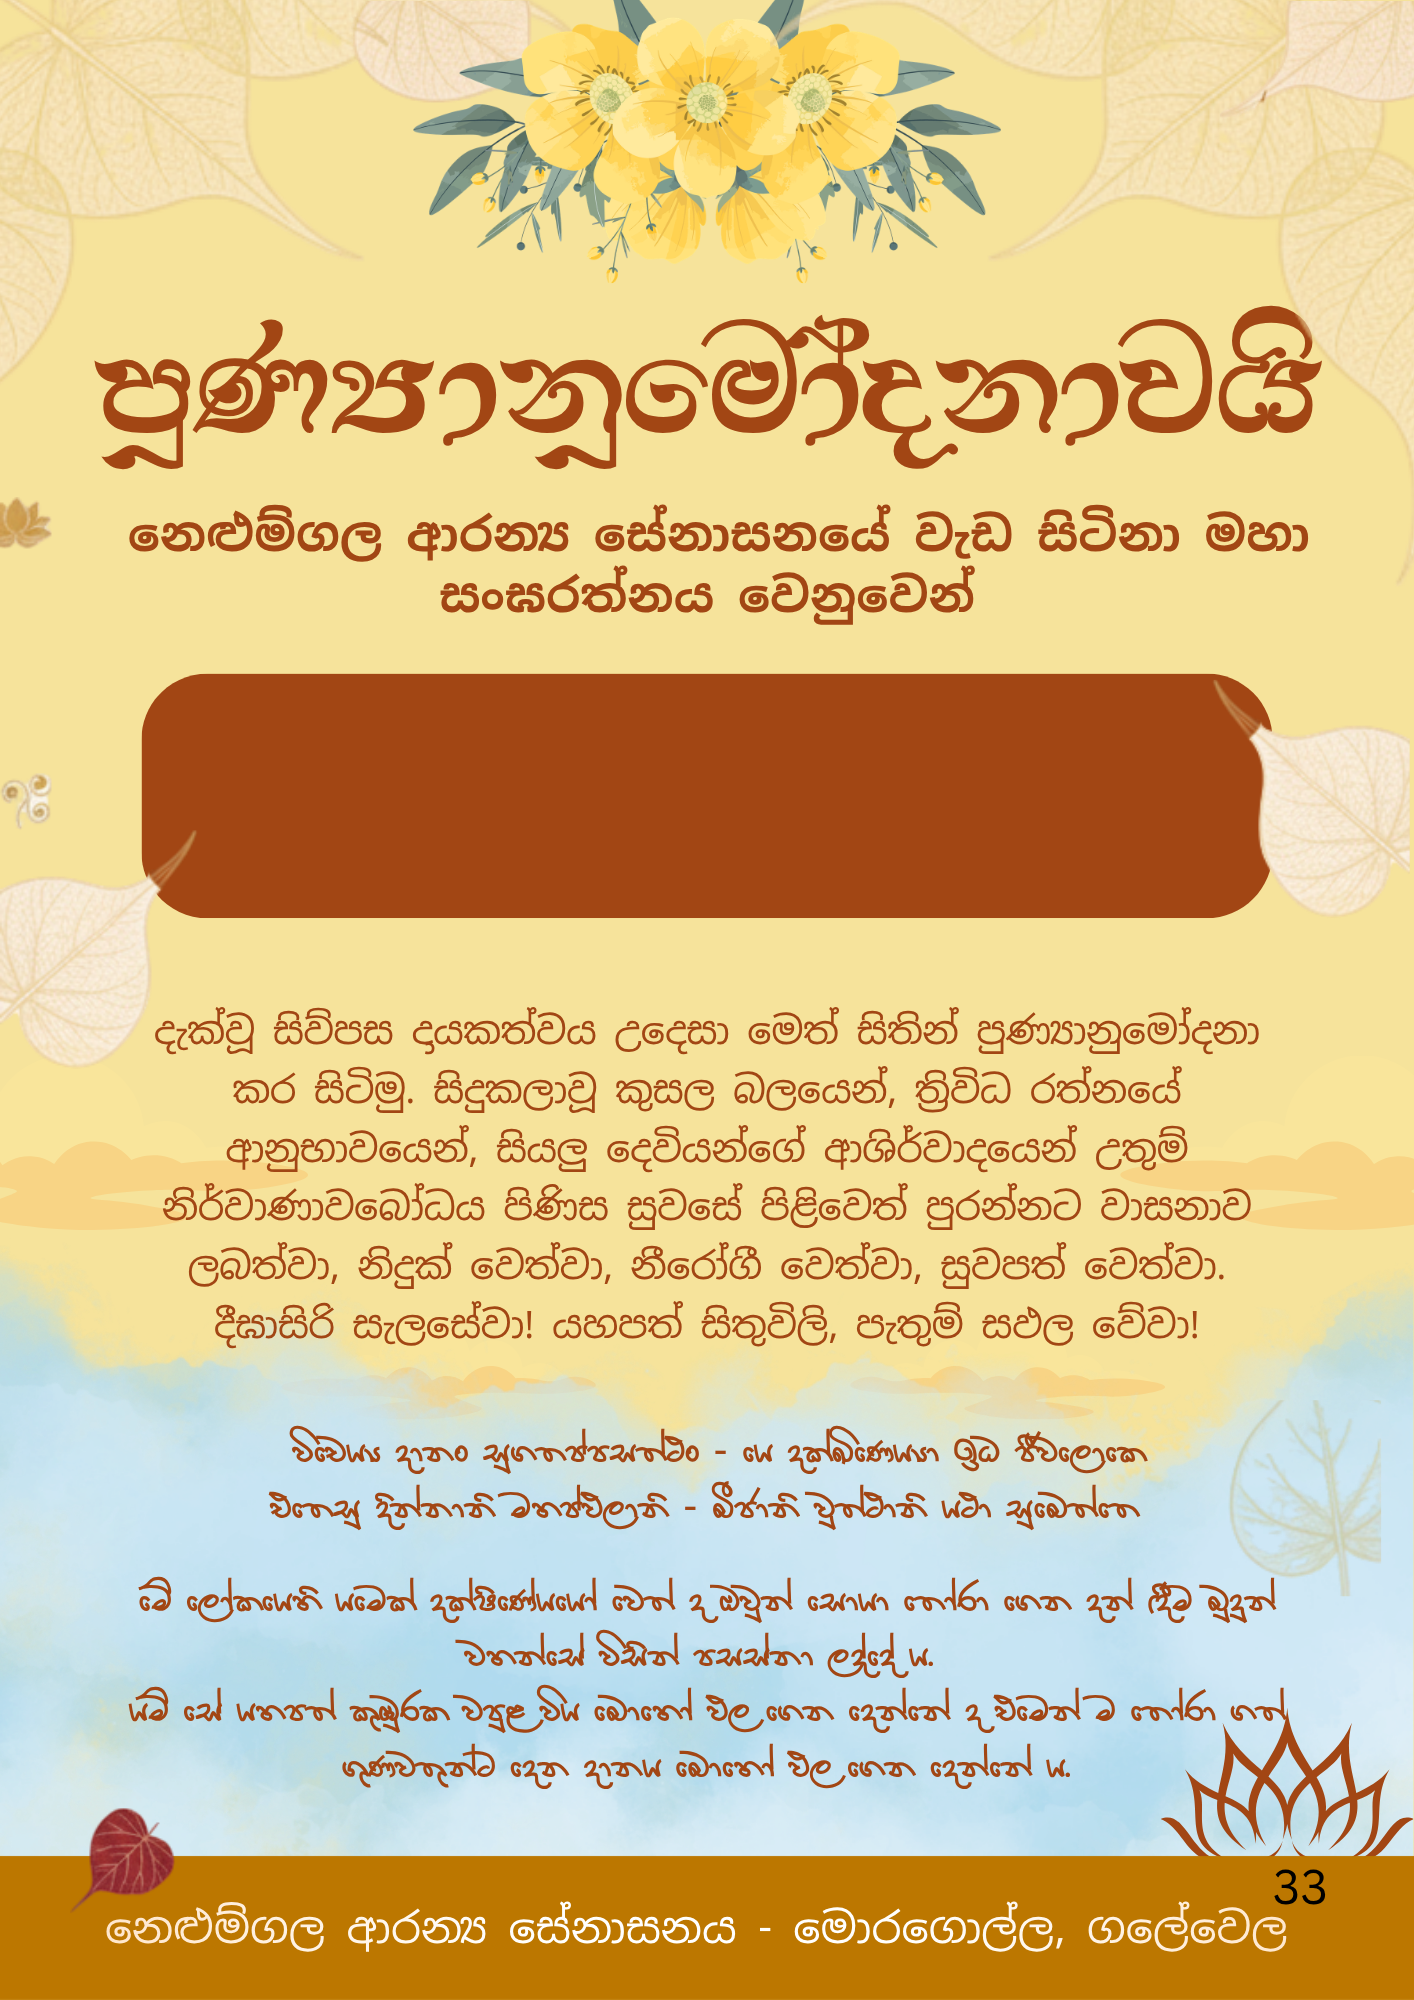 පුණ්‍යානුමෝදනාවයි
නෙළුම්ගල ආරන්‍ය සේනාසනයේ වැඩ සිටිනා මහා
සංඝරත්නය වෙනුවෙන්
දැක්වූ සිව්පස දායකත්වය උදෙසා මෙත් සිතින් පුණ්‍යානුමෝදනා
කර සිටිමු. සිදුකලාවූ කුසල බලයෙන්, ත්‍රිවිධ රත්නයේ
ආනුභාවයෙන්, සියලු දෙවියන්ගේ ආශිර්වාදයෙන් උතුම්
නිර්වාණාවබෝධය පිණිස සුවසේ පිළිවෙත් පුරන්නට වාසනාව
ලබත්වා, නිදුක් වෙත්වා, නීරෝගී වෙත්වා, සුවපත් වෙත්වා.
දීඝාසිරි සැලසේවා! යහපත් සිතුවිලි, පැතුම් සඵල වේවා!
විචෙය්‍ය දානං සුගතප්පසත්ථං - යෙ දක්ඛිණෙය්‍යා ඉධ ජීවලොකෙ
එතෙසු දින්නානි මහප්ඵලානි - බීජානි වුත්ථානි යථා සුඛෙත්තෙ
මේ ලෝකයෙහි යමෙක් දක්ෂිණේයයෝ වෙත් ද ඔවුන් සොයා තෝරා ගෙන දන් දීම බුදුන්
වහන්සේ විසින් පසස්නා ලද්දේ ය.
යම් සේ යහපත් කුඹුරක වපුළ විය බොහෝ ඵල ගෙන දෙන්නේ ද එමෙන් ම තෝරා ගත්
ගුණවතුන්ට දෙන දානය බොහෝ ඵල ගෙන දෙන්නේ ය.
33
නෙළුම්ගල ආරන්‍ය සේනාසනය - මොරගොල්ල, ගලේවෙල